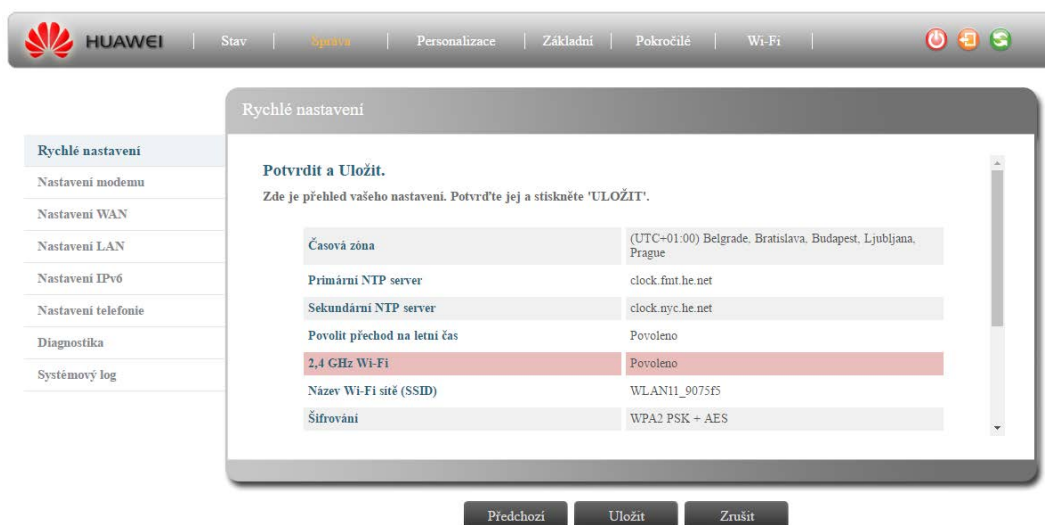 HUAWEI | Stav | Správa | Personalizace | Základní | Pokročilé | Wi-Fi |
Rychlé nastavení
Rychlé nastavení
Nastavení modemu
Nastavení WAN
Nastavení LAN
Nastavení IPv6
Nastavení telefonie
Diagnostika
Systémový log
Potvrdit a Uložit.
Zde je přehled vašeho nastavení. Potvrďte jej a stiskněte 'ULOŽIT'.
Časová zóna (UTC+01:00) Belgrade, Bratislava, Budapest, Ljubljana,
Prague
Primární NTP server clock.fmt.he.net
Sekundární NTP server clock.nyc.he.net
Povolit přechod na letní čas Povoleno
2,4 GHz Wi-Fi Povoleno
Název Wi-Fi sítě (SSID) WLAN11_9075f5
Šifrování WPA2 PSK + AES
Předchozí Uložit Zrušit